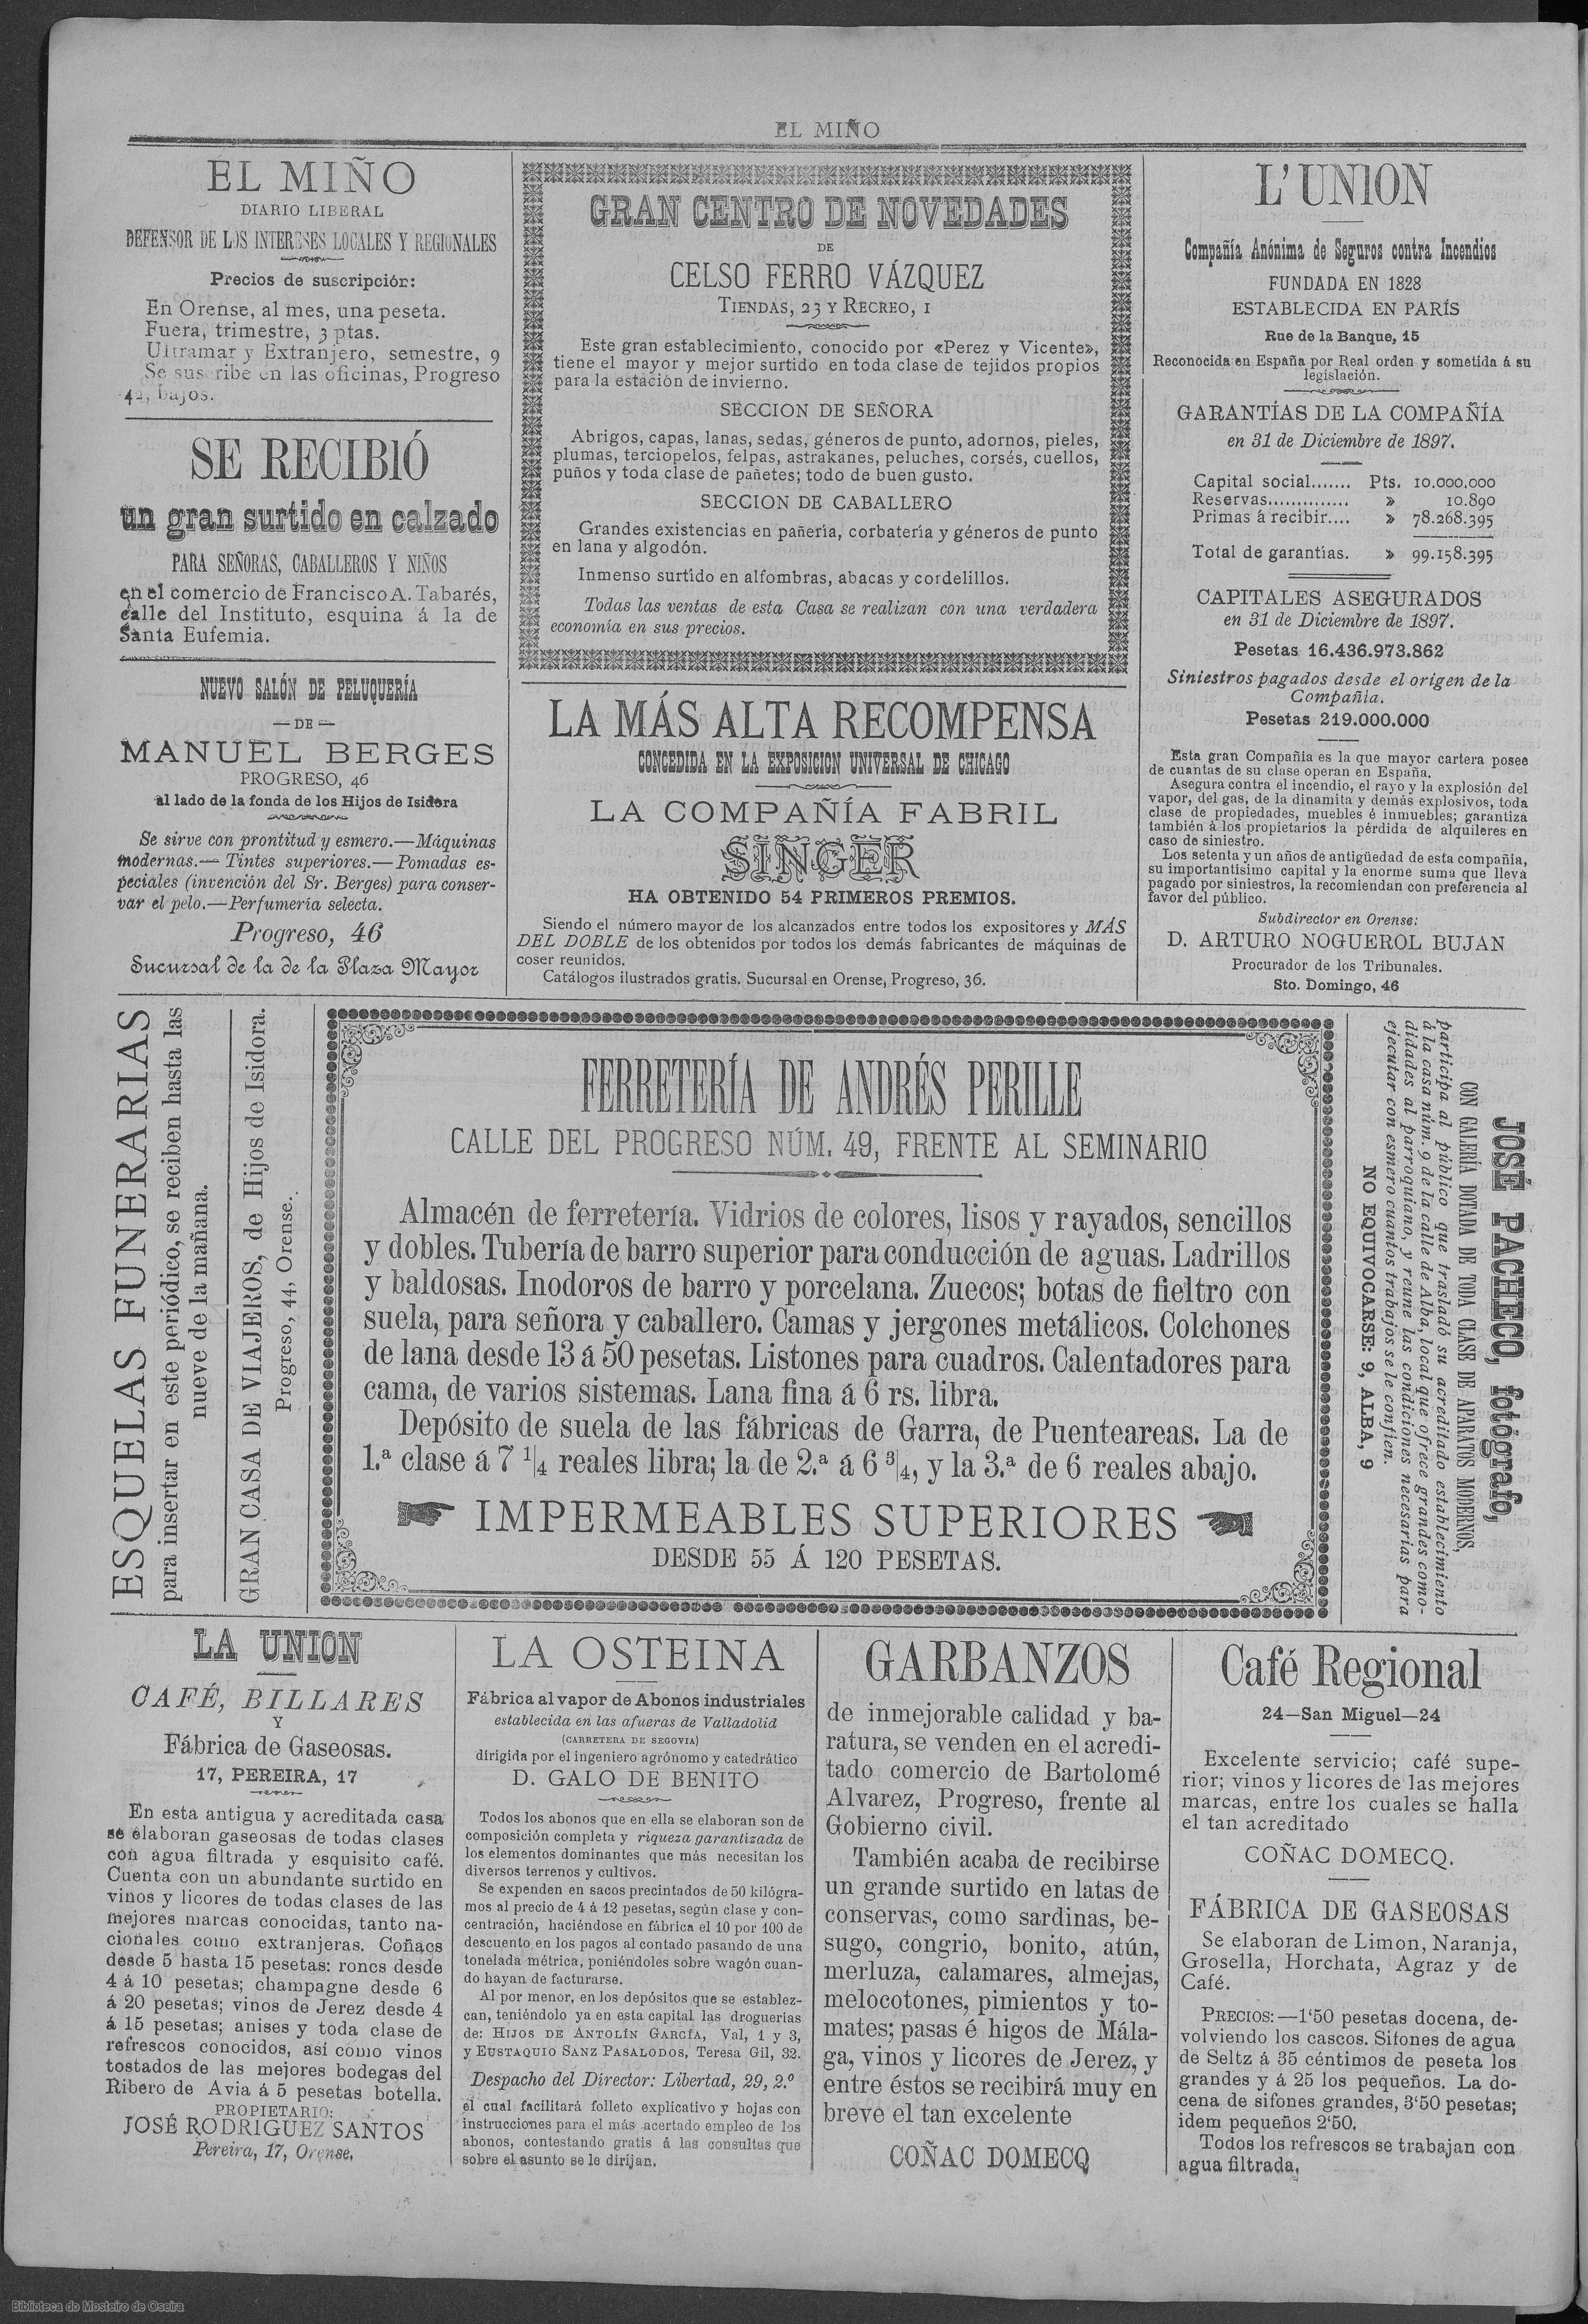 EL MIÑO
EL MIÑO
DIARIO LIBERAL
DEFENSOR DE LOS INTERESES LOCALES Y REGIONALES
Precios de suscripción:
En Orense, al mes, una peseta.
Fuera, trimestre, 3 ptas.
Ultramar y Extranjero, semestre, 9
Se suscribe en las oficinas, Progreso
42, bajos.
SE RECIBIÓ
un gran surtido en calzado
PARA SEÑORAS, CABALLEROS Y NIÑOS
en el comercio de Francisco A. Tabarés,
calle del Instituto, esquina á la de
Santa Eufemia.
NUEVO SALÓN DE PELUQUERÍA
— DE —
MANUEL BERGES
PROGRESO, 46
al lado de la fonda de los Hijos de Isidora
Se sirve con prontitud y esmero.—Máquinas
modernas.— Tintes superiores.—Pomadas es-
peciales (invención del Sr. Berges) para conser-
var el pelo.—Perfumería selecta.
Progreso, 46
Sucursal de la de la Plaza Mayor
GRAN CENTRO DE NOVEDADES
DE
CELSO FERRO VÁZQUEZ
TIENDAS, 23 Y RECREO, 1
Este gran establecimiento, conocido por «Perez y Vicente»,
tiene el mayor y mejor surtido en toda clase de tejidos propios
para la estación de invierno.
SECCION DE SEÑORA
Abrigos, capas, lanas, sedas, géneros de punto, adornos, pieles,
plumas, terciopelos, felpas, astrakanes, peluches, corsés, cuellos,
puños y toda clase de pañetes; todo de buen gusto.
SECCION DE CABALLERO
Grandes existencias en pañería, corbatería y géneros de punto
en lana y algodón.
Inmenso surtido en alfombras, abacas y cordelillos.
Todas las ventas de esta Casa se realizan con una verdadera
economía en sus precios.
LA MÁS ALTA RECOMPENSA
CONCEDIDA EN LA EXPOSICION UNIVERSAL DE CHICAGO
LA COMPAÑÍA FABRIL
SINGER
HA OBTENIDO 54 PRIMEROS PREMIOS.
Siendo el número mayor de los alcanzados entre todos los expositores y MÁS
DEL DOBLE de los obtenidos por todos los demás fabricantes de máquinas de
coser reunidos.
Catálogos ilustrados gratis. Sucursal en Orense, Progreso, 36.
L'UNION
Compañía Anónima de Seguros contra Incendios
FUNDADA EN 1828
ESTABLECIDA EN PARÍS
Rue de la Banque, 15
Reconocida en España por Real orden y sometida á su
legislación.
GARANTÍAS DE LA COMPAÑÍA
en 31 de Diciembre de 1897.
Capital social....... Pts. 10.000.000
Reservas.............. » 10.890
Primas á recibir.... » 78.268.395
Total de garantías. » 99.158.395
CAPITALES ASEGURADOS
en 31 de Diciembre de 1897.
Pesetas 16.436.973.862
Siniestros pagados desde el origen de la
Compañía.
Pesetas 219.000.000
Esta gran Compañía es la que mayor cartera posee
de cuantas de su clase operan en España.
Asegura contra el incendio, el rayo y la explosión del
vapor, del gas, de la dinamita y demás explosivos, toda
clase de propiedades, muebles é inmuebles; garantiza
también á los propietarios la pérdida de alquileres en
caso de siniestro.
Los setenta y un años de antigüedad de esta compañía,
su importantísimo capital y la enorme suma que lleva
pagado por siniestros, la recomiendan con preferencia al
favor del público.
Subdirector en Orense:
D. ARTURO NOGUEROL BUJAN
Procurador de los Tribunales.
Sto. Domingo, 46
ESQUELAS FUNERARIAS
para insertar en este periódico, se reciben hasta las
nueve de la mañana.
GRAN CASA DE VIAJEROS, de Hijos de Isidora.
Progreso, 44, Orense.
FERRETERÍA DE ANDRÉS PERILLE
CALLE DEL PROGRESO NÚM. 49, FRENTE AL SEMINARIO
Almacén de ferretería. Vidrios de colores, lisos y rayados, sencillos
y dobles. Tubería de barro superior para conducción de aguas. Ladrillos
y baldosas. Inodoros de barro y porcelana. Zuecos; botas de fieltro con
suela, para señora y caballero. Camas y jergones metálicos. Colchones
de lana desde 13 á 50 pesetas. Listones para cuadros. Calentadores para
cama, de varios sistemas. Lana fina á 6 rs. libra.
Depósito de suela de las fábricas de Garra, de Puenteareas. La de
1.ª clase á 7 1/4 reales libra; la de 2.ª á 6 3/4, y la 3.ª de 6 reales abajo.
IMPERMEABLES SUPERIORES
DESDE 55 Á 120 PESETAS.
JOSÉ PACHECO, fotógrafo,
CON GALERÍA DOTADA DE TODA CLASE DE APARATOS MODERNOS,
participa al público que trasladó su acreditado establecimiento
á la casa núm. 9 de la calle de Alba, local que ofrece grandes como-
didades al parroquiano, y reune las condiciones necesarias para
ejecutar con esmero cuantos trabajos se le confien.
NO EQUIVOCARSE: 9, ALBA, 9
LA UNION
CAFÉ, BILLARES
Y
Fábrica de Gaseosas.
17, PEREIRA, 17
En esta antigua y acreditada casa
se elaboran gaseosas de todas clases
con agua filtrada y esquisito café.
Cuenta con un abundante surtido en
vinos y licores de todas clases de las
mejores marcas conocidas, tanto na-
cionales como extranjeras. Coñacs
desde 5 hasta 15 pesetas: rones desde
4 á 10 pesetas; champagne desde 6
á 20 pesetas; vinos de Jerez desde 4
á 15 pesetas; anises y toda clase de
refrescos conocidos, así como vinos
tostados de las mejores bodegas del
Ribero de Avia á 5 pesetas botella.
PROPIETARIO:
JOSÉ RODRIGUEZ SANTOS
Pereira, 17, Orense.
LA OSTEINA
Fábrica al vapor de Abonos industriales
establecida en las afueras de Valladolid
(CARRETERA DE SEGOVIA)
dirigida por el ingeniero agrónomo y catedrático
D. GALO DE BENITO
Todos los abonos que en ella se elaboran son de
composición completa y riqueza garantizada de
los elementos dominantes que más necesitan los
diversos terrenos y cultivos.
Se expenden en sacos precintados de 50 kilógra-
mos al precio de 4 á 12 pesetas, según clase y con-
centración, haciéndose en fábrica el 10 por 100 de
descuento en los pagos al contado pasando de una
tonelada métrica, poniéndoles sobre wagón cuan-
do hayan de facturarse.
Al por menor, en los depósitos que se establez-
can, teniéndolo ya en esta capital las droguerías
de: HIJOS DE ANTOLÍN GARCÍA, Val, 1 y 3,
y EUSTAQUIO SANZ PASALODOS, Teresa Gil, 32.
Despacho del Director: Libertad, 29, 2.º
el cual facilitará folleto explicativo y hojas con
instrucciones para el más acertado empleo de los
abonos, contestando gratis á las consultas que
sobre el asunto se le dirijan.
GARBANZOS
de inmejorable calidad y ba-
ratura, se venden en el acredi-
tado comercio de Bartolomé
Alvarez, Progreso, frente al
Gobierno civil.
También acaba de recibirse
un grande surtido en latas de
conservas, como sardinas, be-
sugo, congrio, bonito, atún,
merluza, calamares, almejas,
melocotones, pimientos y to-
mates; pasas é higos de Mála-
ga, vinos y licores de Jerez, y
entre éstos se recibirá muy en
breve el tan excelente
COÑAC DOMECQ
Café Regional
24—San Miguel—24
Excelente servicio; café supe-
rior; vinos y licores de las mejores
marcas, entre los cuales se halla
el tan acreditado
COÑAC DOMECQ.
FÁBRICA DE GASEOSAS
Se elaboran de Limon, Naranja,
Grosella, Horchata, Agraz y de
Café.
PRECIOS:—1'50 pesetas docena, de-
volviendo los cascos. Sifones de agua
de Seltz á 35 céntimos de peseta los
grandes y á 25 los pequeños. La do-
cena de sifones grandes, 3'50 pesetas;
idem pequeños 2'50.
Todos los refrescos se trabajan con
agua filtrada.
Biblioteca do Mosteiro de Oseira